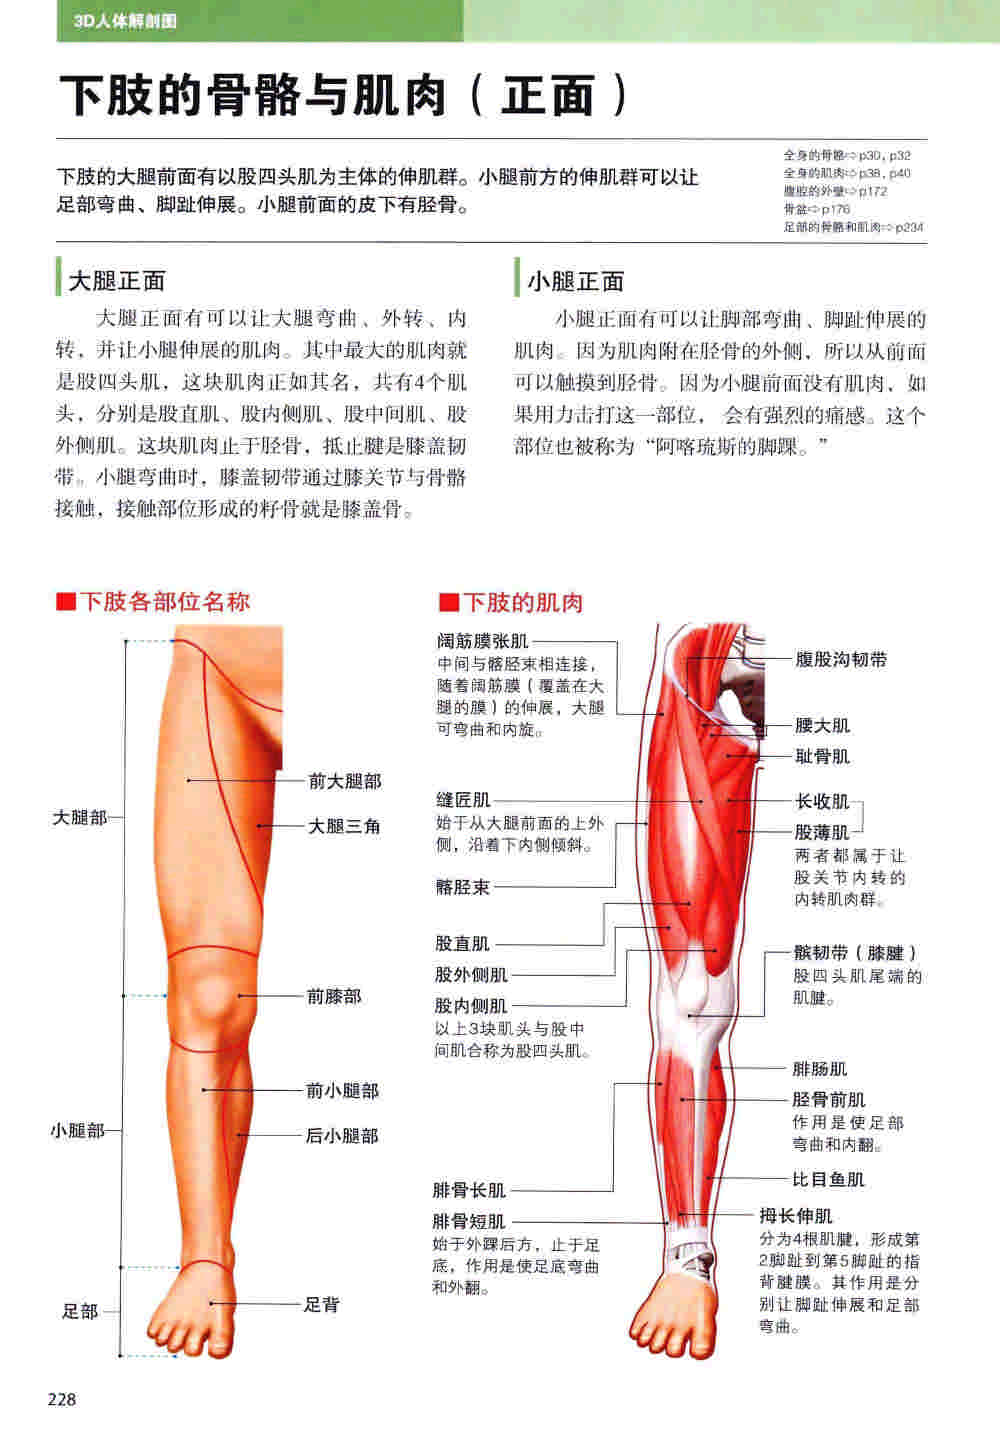 3D人体解剖图
下肢的骨骼与肌肉（正面）
下肢的大腿前面有以股四头肌为主体的伸肌群。小腿前方的伸肌群可以让
足部弯曲、脚趾伸展。小腿前面的皮下有胫骨。
全身的骨骼⇨p30，p32
全身的肌肉⇨p38，p40
腹腔的外壁⇨p172
骨盆⇨p176
足部的骨骼和肌肉⇨p234
大腿正面
大腿正面有可以让大腿弯曲、外转、内
转，并让小腿伸展的肌肉。其中最大的肌肉就
是股四头肌，这块肌肉正如其名，共有4个肌
头，分别是股直肌、股内侧肌、股中间肌、股
外侧肌。这块肌肉止于胫骨，抵止腱是膝盖韧
带。小腿弯曲时，膝盖韧带通过膝关节与骨骼
接触，接触部位形成的籽骨就是膝盖骨。
小腿正面
小腿正面有可以让脚部弯曲、脚趾伸展的
肌肉。因为肌肉附在胫骨的外侧，所以从前面
可以触摸到胫骨。因为小腿前面没有肌肉，如
果用力击打这一部位，会有强烈的痛感。这个
部位也被称为“阿喀琉斯的脚踝。”
■下肢各部位名称
前大腿部
大腿部
大腿三角
前膝部
前小腿部
小腿部
后小腿部
足部
足背
■下肢的肌肉
阔筋膜张肌
中间与髂胫束相连接，
随着阔筋膜（覆盖在大
腿的膜）的伸展，大腿
可弯曲和内旋。
缝匠肌
始于从大腿前面的上外
侧，沿着下内侧倾斜。
髂胫束
股直肌
股外侧肌
股内侧肌
以上3块肌头与股中
间肌合称为股四头肌。
腓骨长肌
腓骨短肌
始于外踝后方，止于足
底，作用是使足底弯曲
和外翻。
腹股沟韧带
腰大肌
耻骨肌
长收肌
股薄肌
两者都属于让
股关节内转的
内转肌肉群。
髌韧带（膝腱）
股四头肌尾端的
肌腱。
腓肠肌
胫骨前肌
作用是使足部
弯曲和内翻。
比目鱼肌
拇长伸肌
分为4根肌腱，形成第
2脚趾到第5脚趾的指
背腱膜。其作用是分
别让脚趾伸展和足部
弯曲。
228